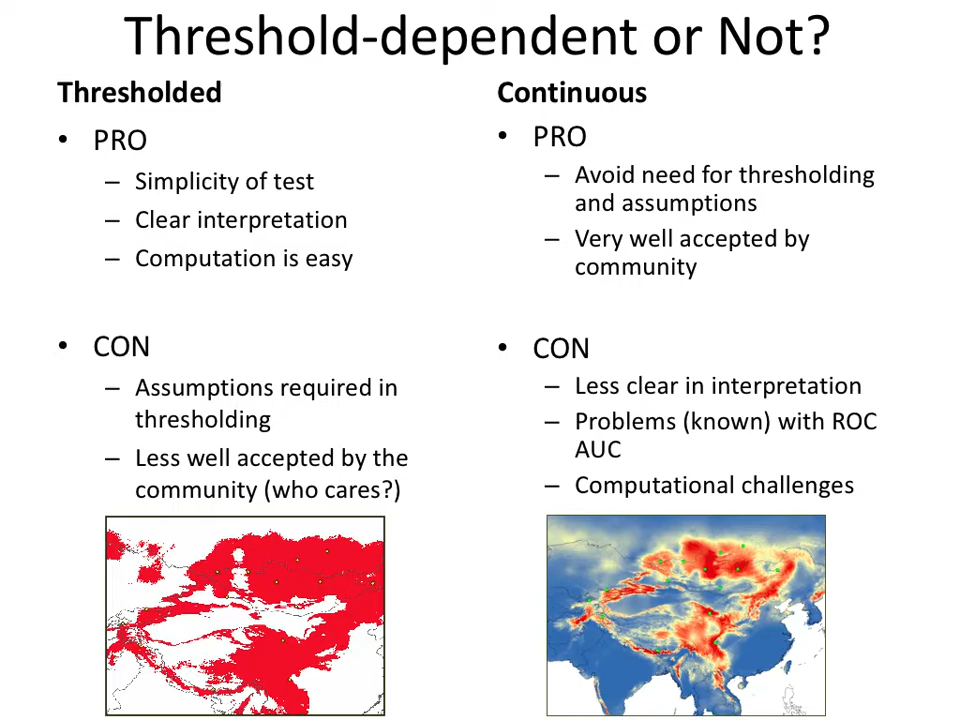 Threshold-dependent or Not?
Thresholded
• PRO
– Simplicity of test
– Clear interpretation
– Computation is easy
• CON
– Assumptions required in
thresholding
– Less well accepted by the
community (who cares?)
Continuous
• PRO
– Avoid need for thresholding
and assumptions
– Very well accepted by
community
• CON
– Less clear in interpretation
– Problems (known) with ROC
AUC
– Computational challenges